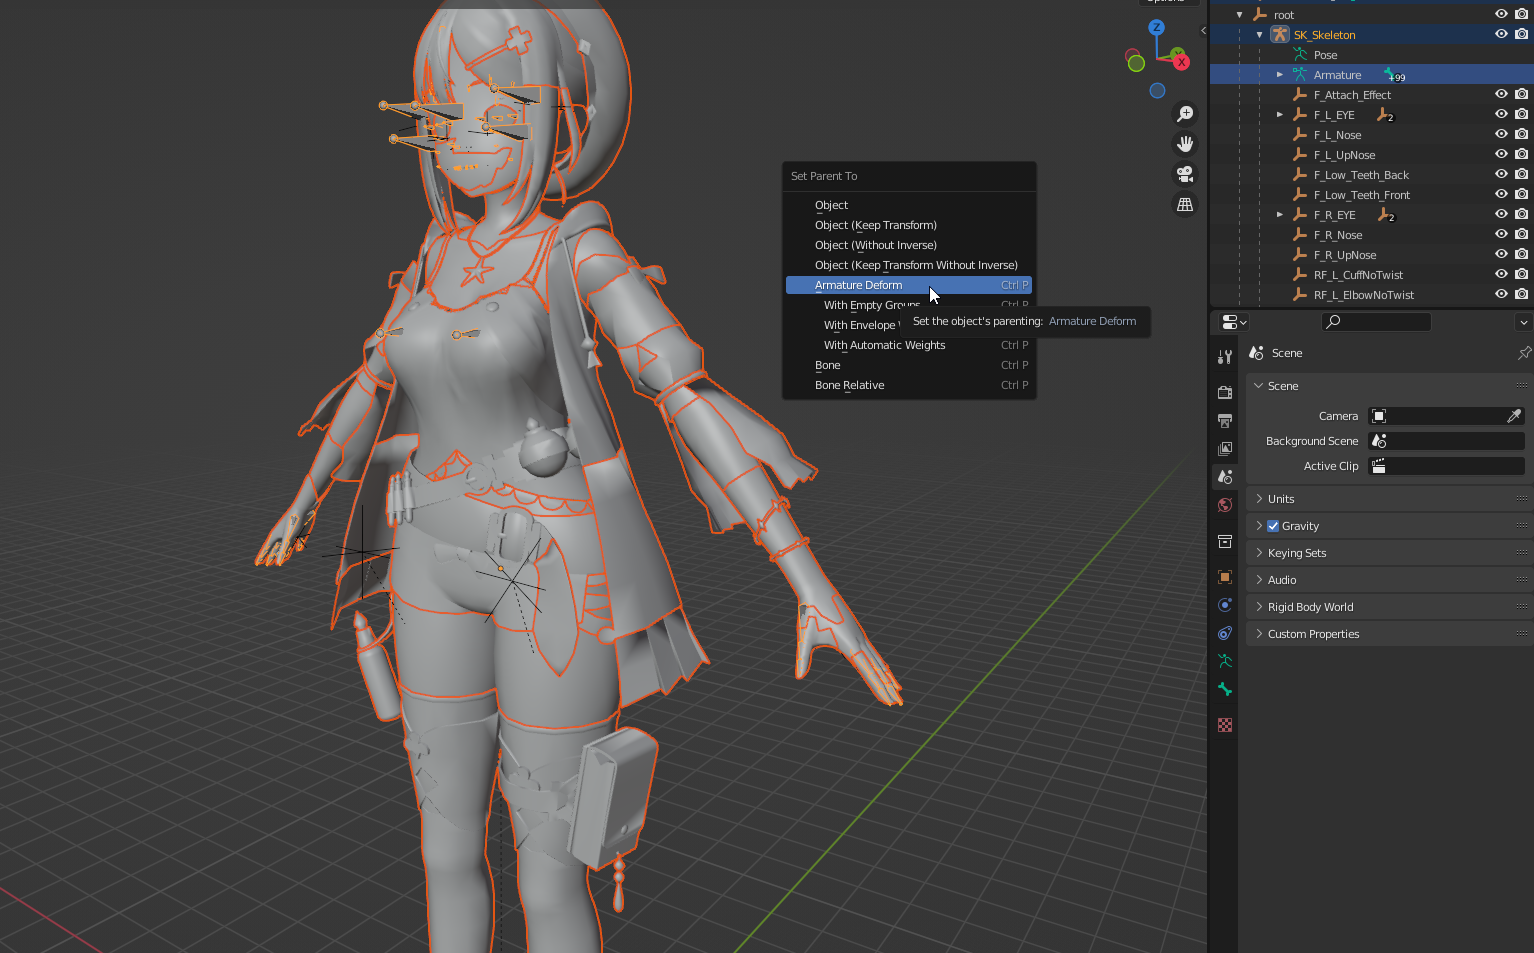 Options
Z
Y
X
Set Parent To
Object
Object (Keep Transform)
Object (Without Inverse)
Object (Keep Transform Without Inverse)
Armature Deform Ctrl P
With Empty Groups Ctrl P
With Envelope
With Automatic Weights Ctrl P
Bone Ctrl P
Bone Relative Ctrl P
Set the object's parenting: Armature Deform
root
SK_Skeleton
Pose
Armature +99
F_Attach_Effect
F_L_EYE 2
F_L_Nose
F_L_UpNose
F_Low_Teeth_Back
F_Low_Teeth_Front
F_R_EYE 2
F_R_Nose
F_R_UpNose
RF_L_CuffNoTwist
RF_L_ElbowNoTwist
Scene
Scene
Camera
Background Scene
Active Clip
Units
Gravity
Keying Sets
Audio
Rigid Body World
Custom Properties